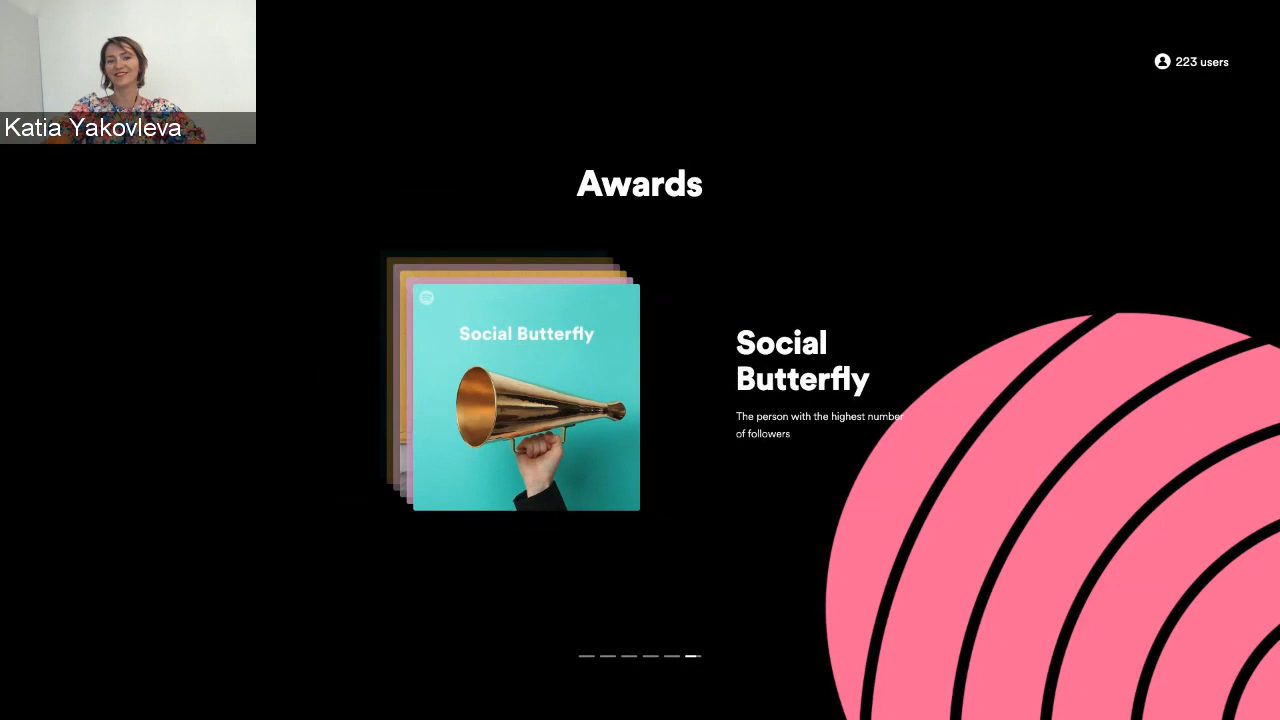 Katia Yakovleva
223 users
Awards
Social Butterfly
Social
Butterfly
The person with the highest number
of followers